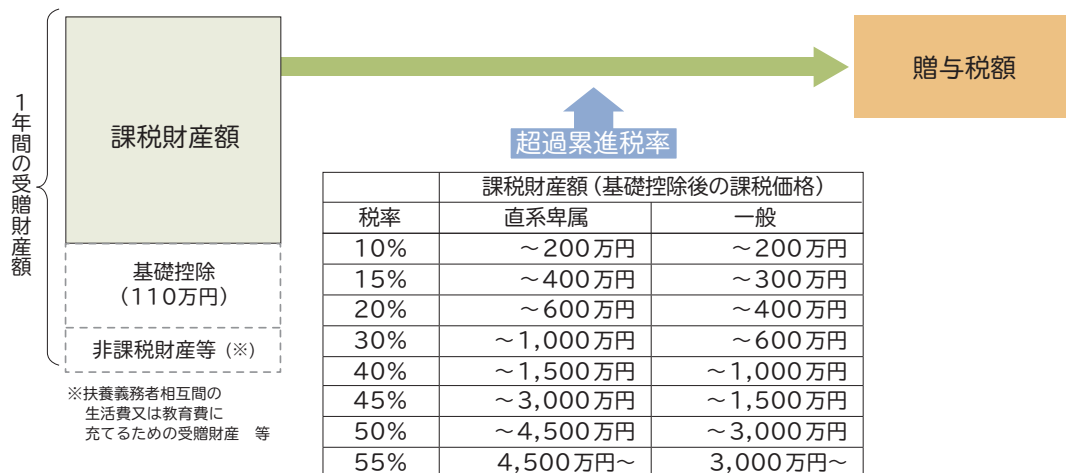 1年間の受贈財産額
課税財産額
基礎控除
（110万円）
非課税財産等（※）
※扶養義務者相互間の
生活費又は教育費に
充てるための受贈財産　等
贈与税額
超過累進税率
課税財産額（基礎控除後の課税価格）
税率 直系卑属 一般
10% ～200万円 ～200万円
15% ～400万円 ～300万円
20% ～600万円 ～400万円
30% ～1,000万円 ～600万円
40% ～1,500万円 ～1,000万円
45% ～3,000万円 ～1,500万円
50% ～4,500万円 ～3,000万円
55% 4,500万円～ 3,000万円～